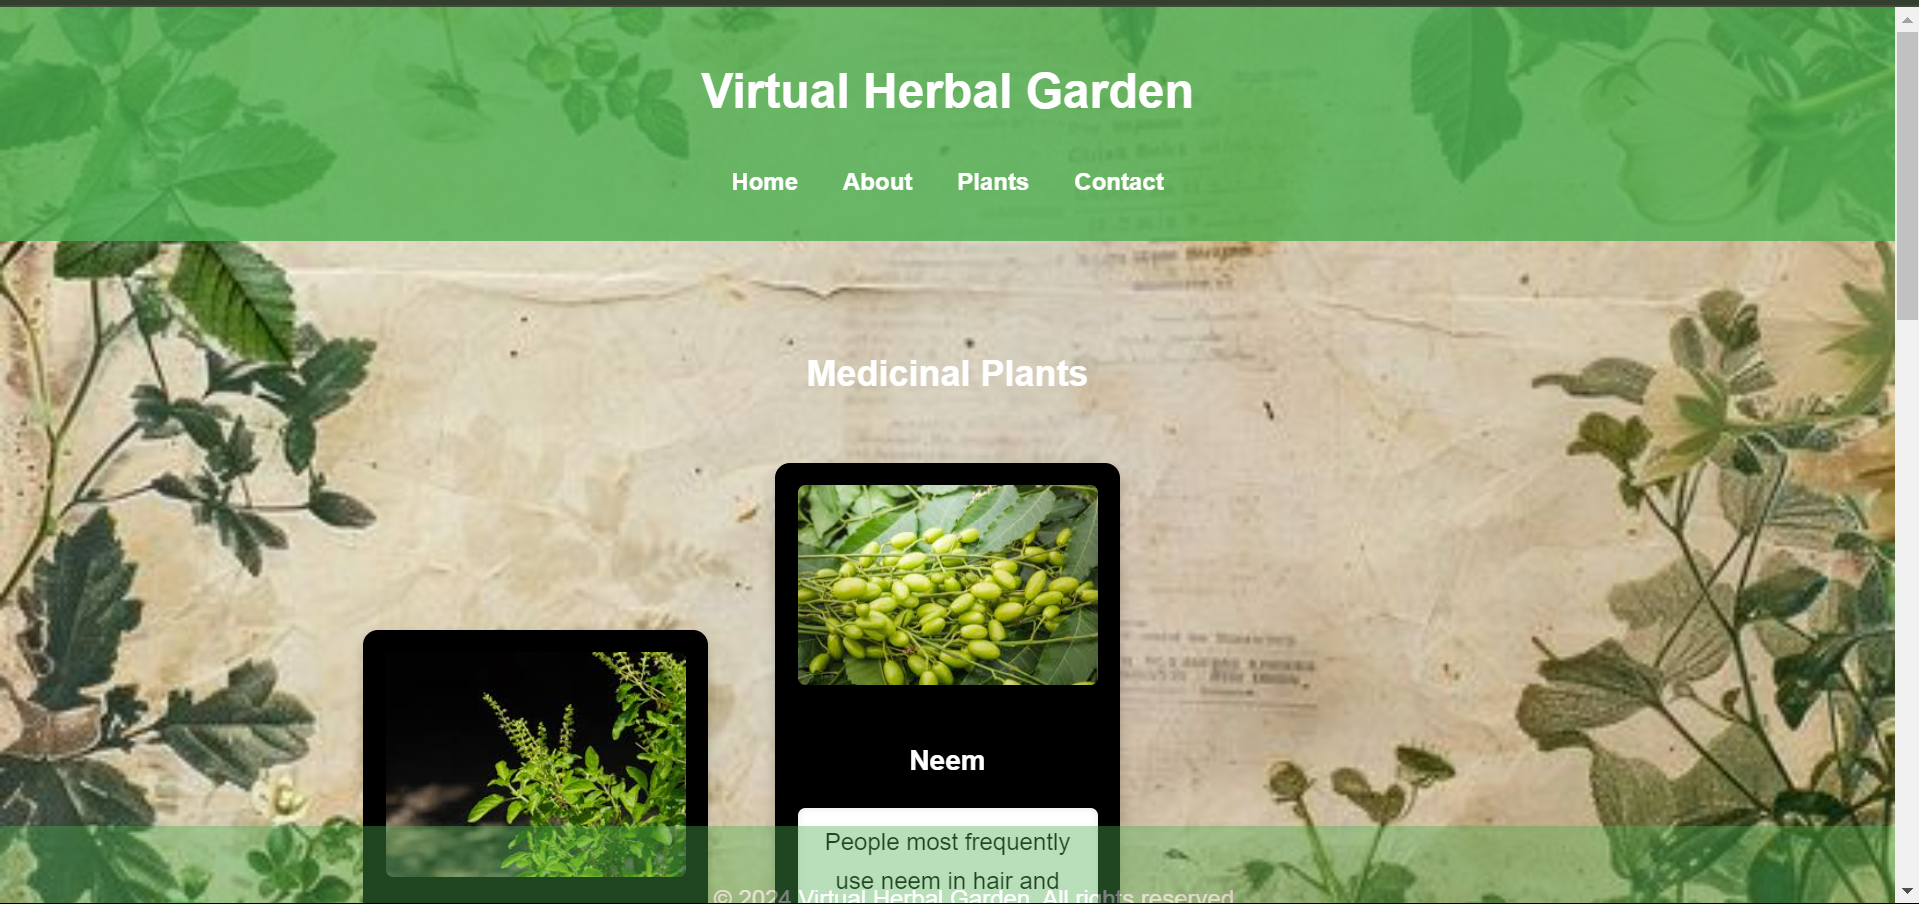 Virtual Herbal Garden
Home About Plants Contact
Medicinal Plants
Neem
People most frequently
use neem in hair and
© 2024 Virtual Herbal Garden. All rights reserved.